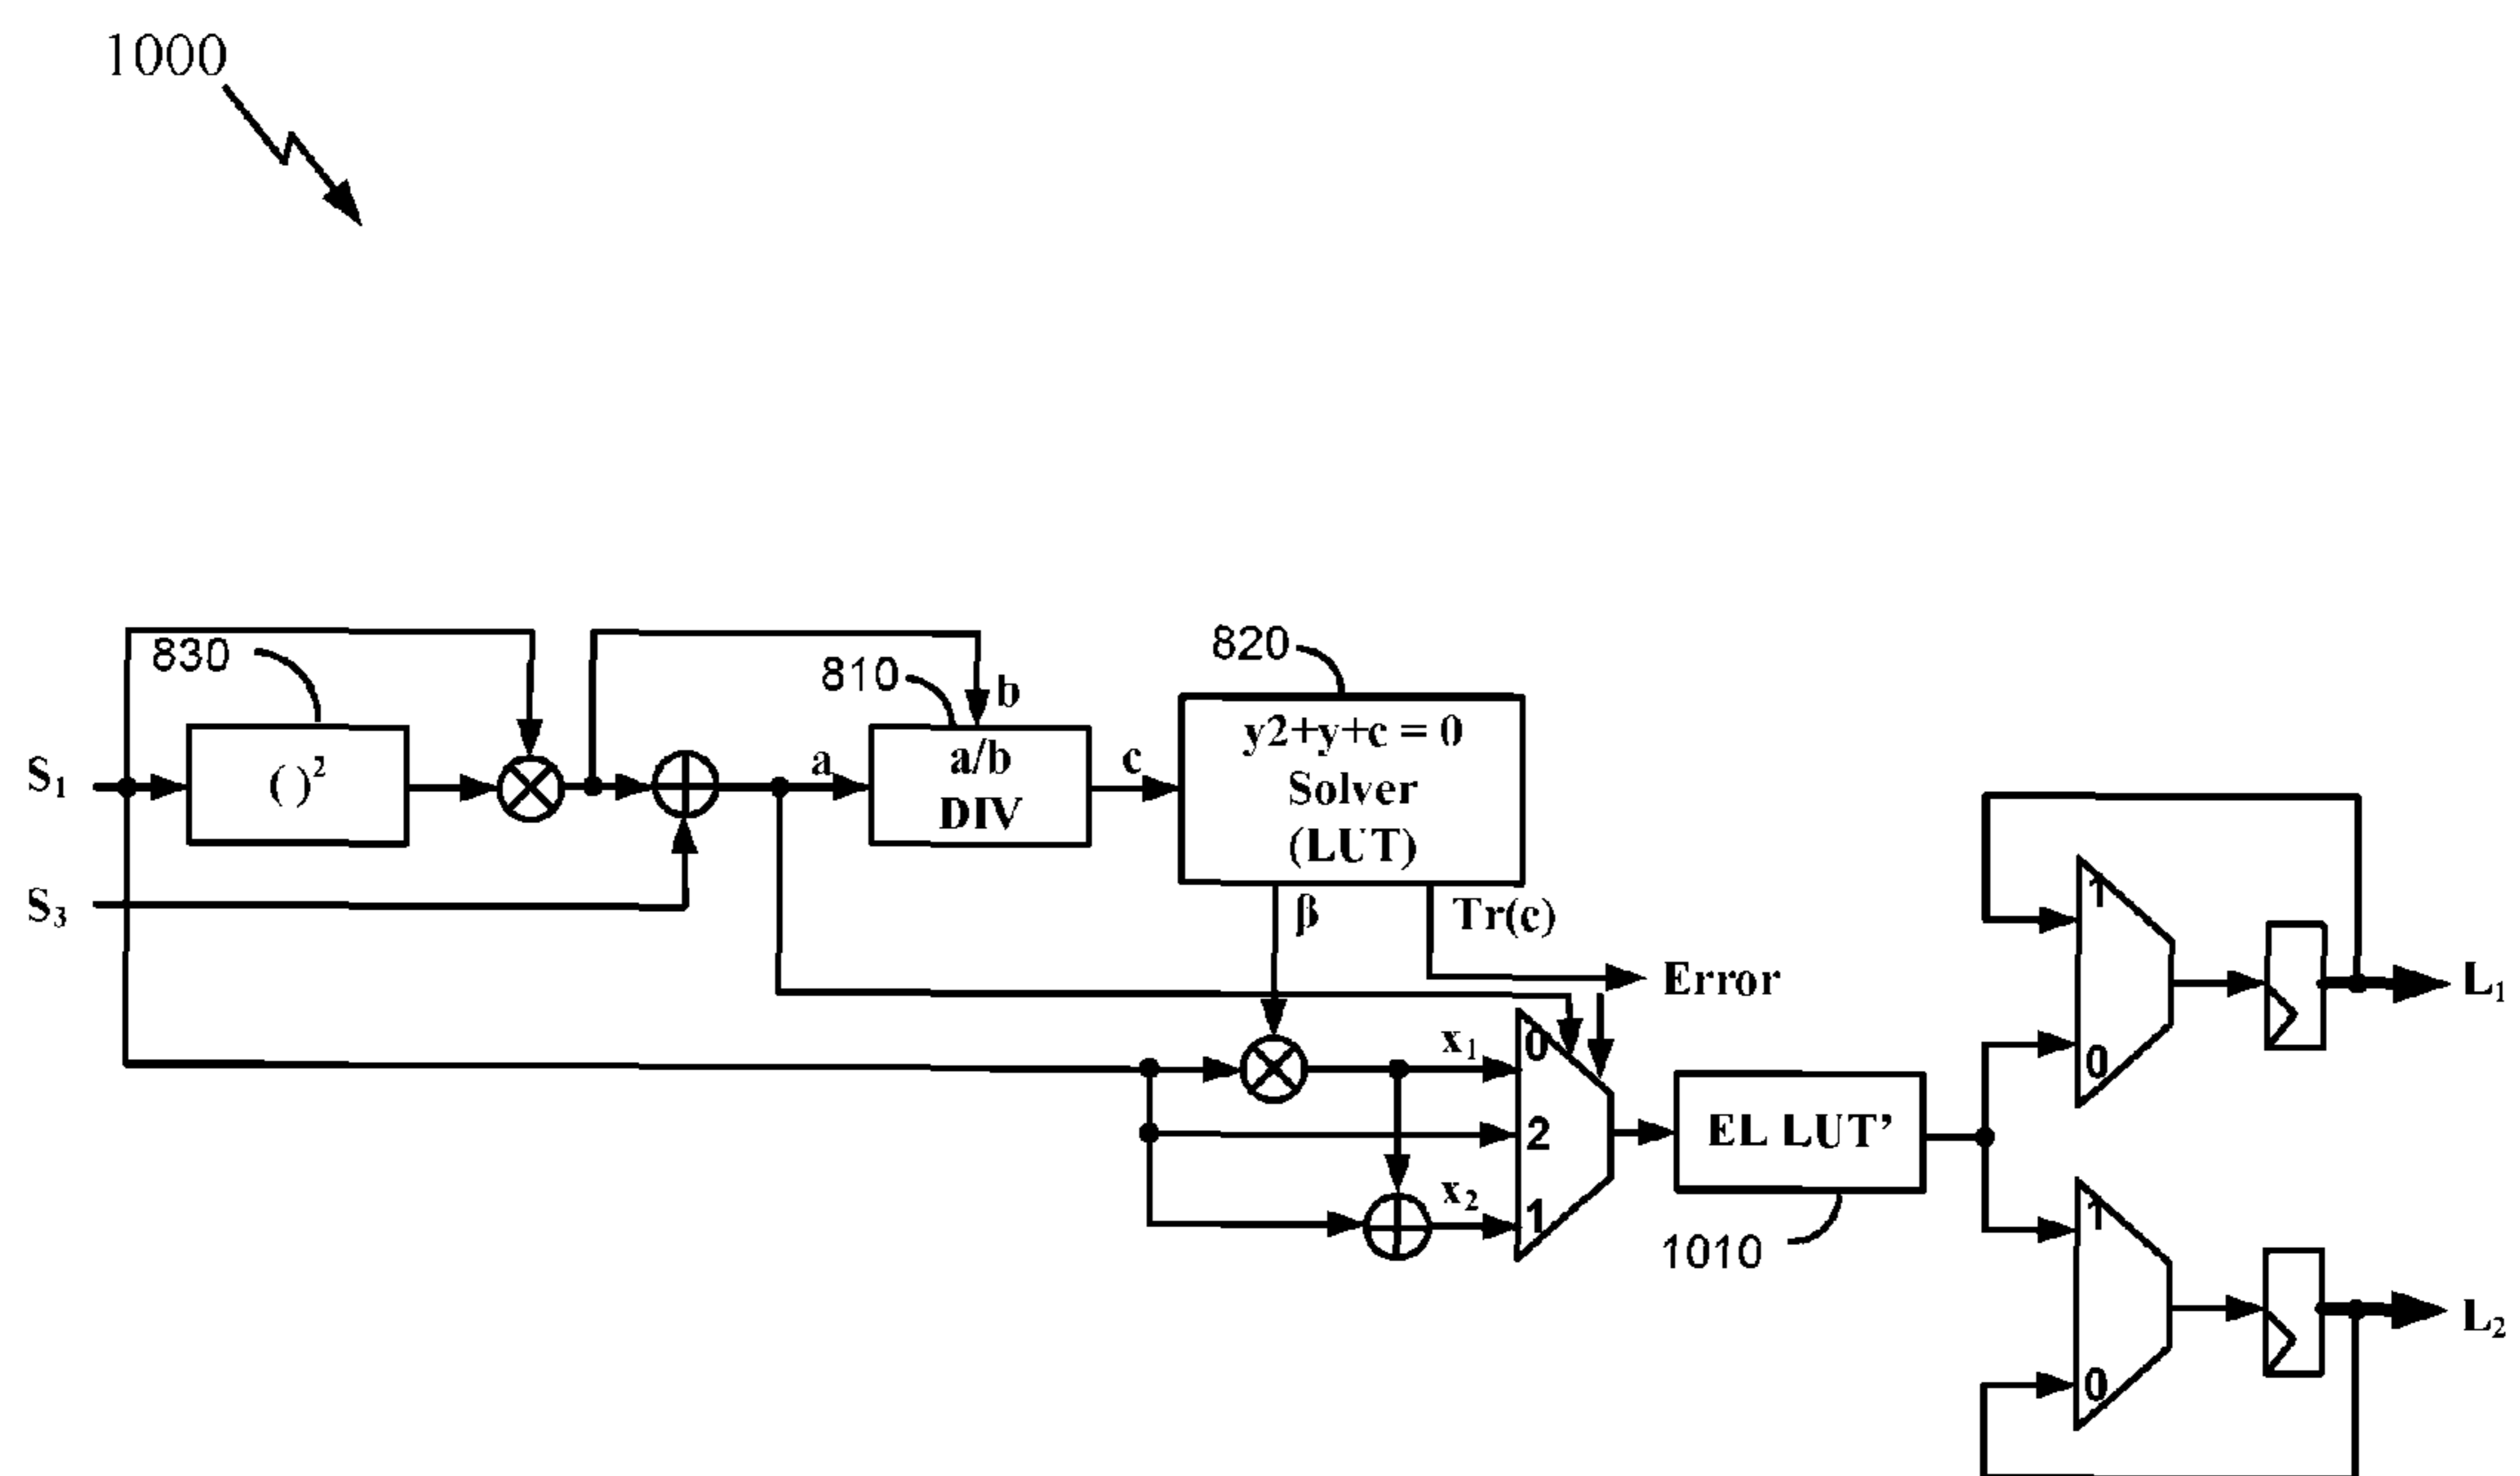 1000
830
810
820
b
S1
( )2
a
a/b
DIV
c
y2+y+c = 0
Solver
(LUT)
S3
β
Tr(c)
Error
x1
0
2
x2
1
EL LUT’
1010
1
0
L1
1
0
L2